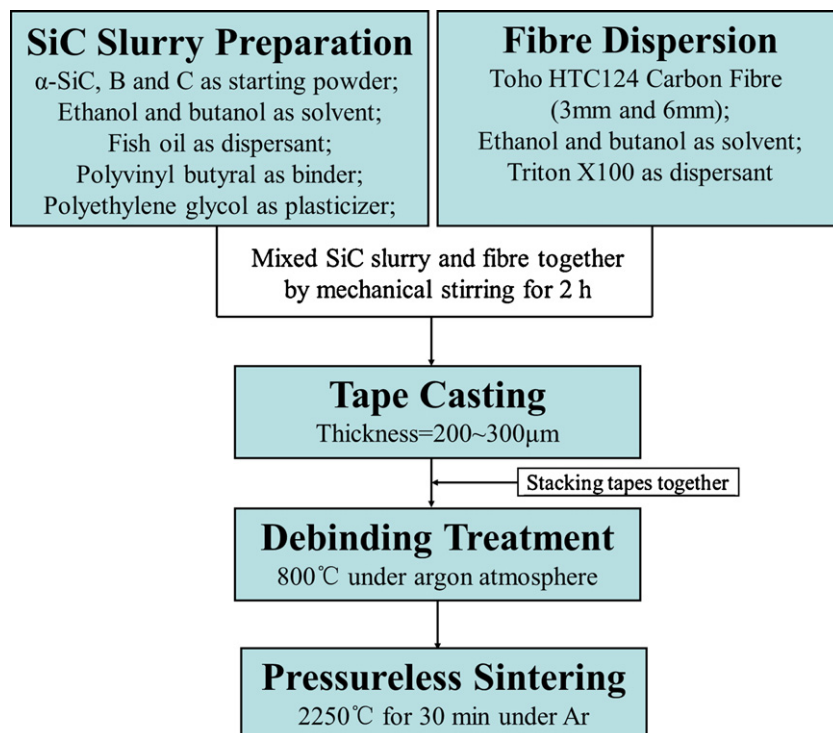 SiC Slurry Preparation
α-SiC, B and C as starting powder;
Ethanol and butanol as solvent;
Fish oil as dispersant;
Polyvinyl butyral as binder;
Polyethylene glycol as plasticizer;
Fibre Dispersion
Toho HTC124 Carbon Fibre
(3mm and 6mm);
Ethanol and butanol as solvent;
Triton X100 as dispersant
Mixed SiC slurry and fibre together
by mechanical stirring for 2 h
Tape Casting
Thickness=200~300μm
Stacking tapes together
Debinding Treatment
800℃ under argon atmosphere
Pressureless Sintering
2250℃ for 30 min under Ar